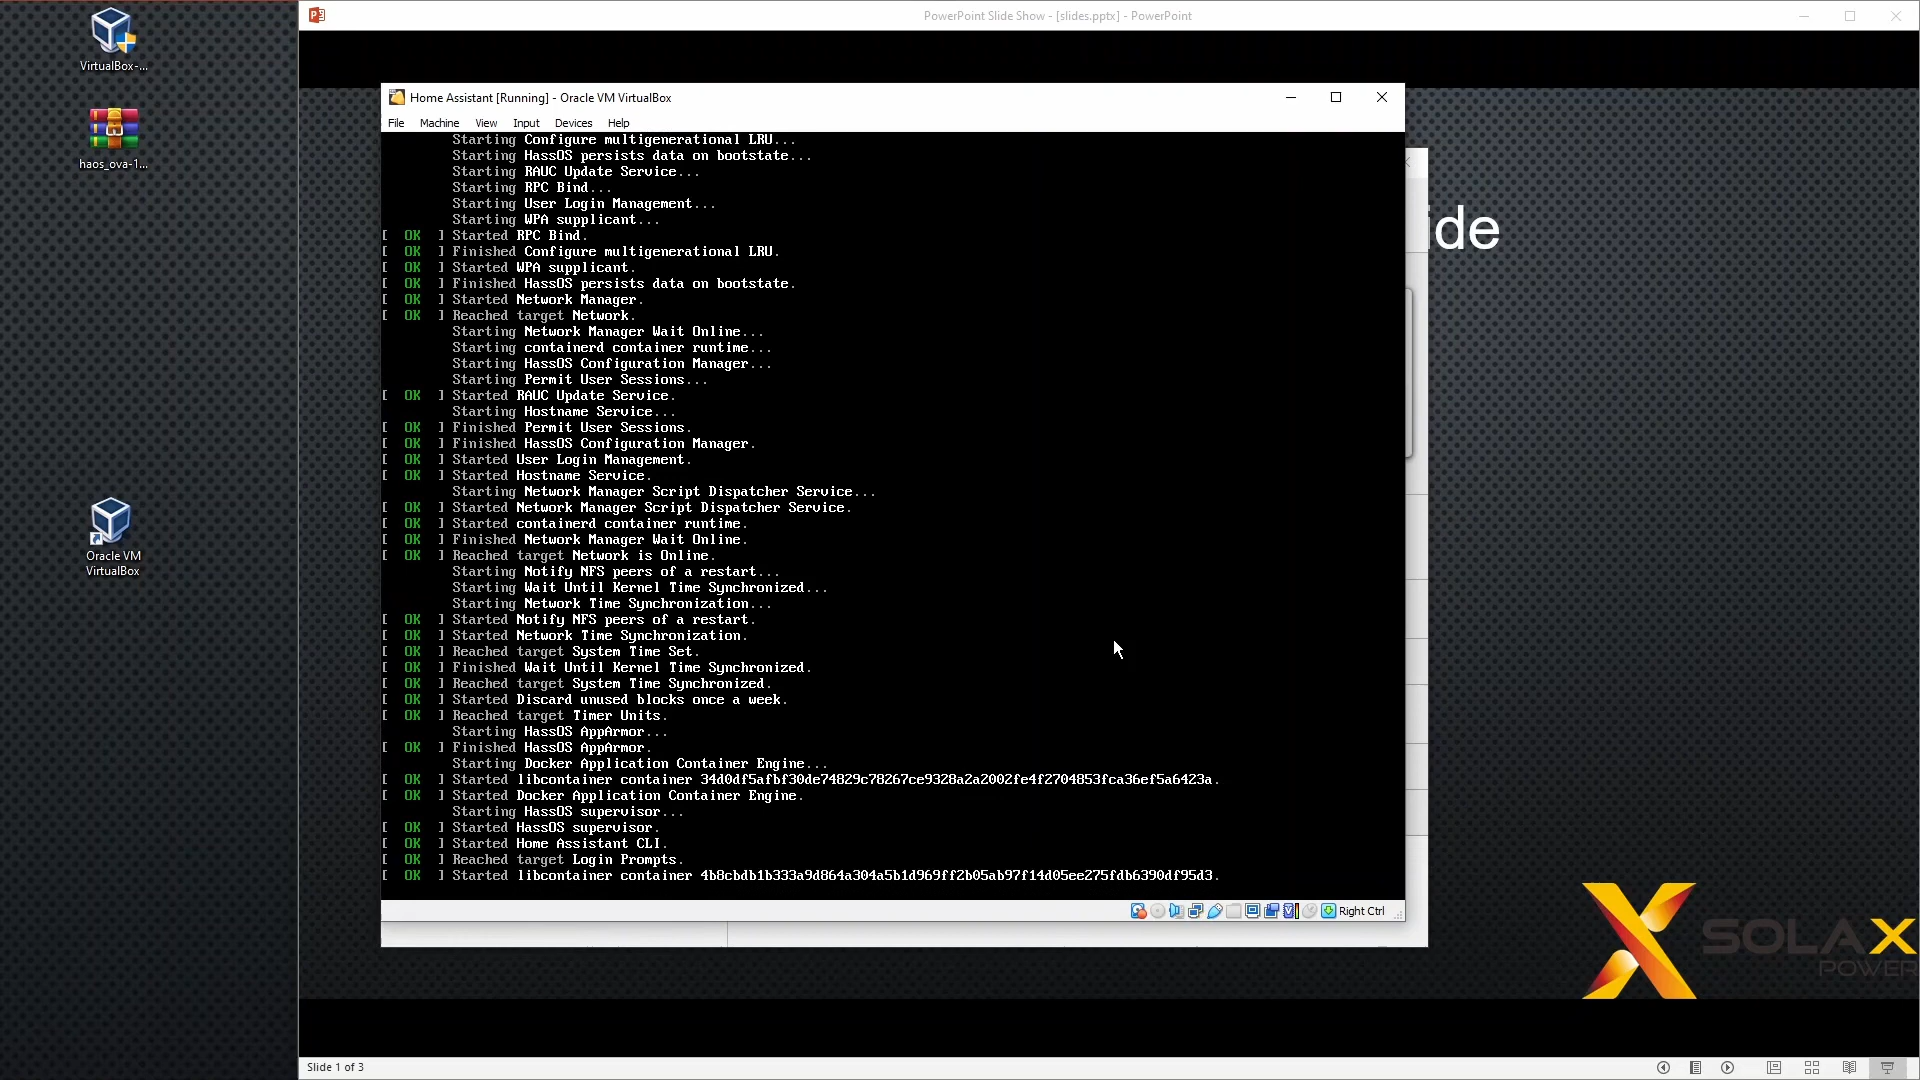 PowerPoint Slide Show - [slides.pptx] - PowerPoint
VirtualBox-...
haos_ova-1...
Oracle VM
VirtualBox
Home Assistant [Running] - Oracle VM VirtualBox
File Machine View Input Devices Help
Starting Configure multigenerational LRU...
Starting HassOS persists data on bootstate...
Starting RAUC Update Service...
Starting RPC Bind...
Starting User Login Management...
Starting WPA supplicant...
[ OK ] Started RPC Bind.
[ OK ] Finished Configure multigenerational LRU.
[ OK ] Started WPA supplicant.
[ OK ] Finished HassOS persists data on bootstate.
[ OK ] Started Network Manager.
[ OK ] Reached target Network.
Starting Network Manager Wait Online...
Starting containerd container runtime...
Starting HassOS Configuration Manager...
Starting Permit User Sessions...
[ OK ] Started RAUC Update Service.
Starting Hostname Service...
[ OK ] Finished Permit User Sessions.
[ OK ] Finished HassOS Configuration Manager.
[ OK ] Started User Login Management.
[ OK ] Started Hostname Service.
Starting Network Manager Script Dispatcher Service...
[ OK ] Started Network Manager Script Dispatcher Service.
[ OK ] Started containerd container runtime.
[ OK ] Finished Network Manager Wait Online.
[ OK ] Reached target Network is Online.
Starting Notify NFS peers of a restart...
Starting Wait Until Kernel Time Synchronized...
Starting Network Time Synchronization...
[ OK ] Started Notify NFS peers of a restart.
[ OK ] Started Network Time Synchronization.
[ OK ] Reached target System Time Set.
[ OK ] Finished Wait Until Kernel Time Synchronized.
[ OK ] Reached target System Time Synchronized.
[ OK ] Started Discard unused blocks once a week.
[ OK ] Reached target Timer Units.
Starting HassOS AppArmor...
[ OK ] Finished HassOS AppArmor.
Starting Docker Application Container Engine...
[ OK ] Started libcontainer container 34d0df5afbf30de74829c78267ce9328a2a2002fe4f2704853fca36ef5a6423a.
[ OK ] Started Docker Application Container Engine.
Starting HassOS supervisor...
[ OK ] Started HassOS supervisor.
[ OK ] Started Home Assistant CLI.
[ OK ] Reached target Login Prompts.
[ OK ] Started libcontainer container 4b8cbdb1b333a9d864a304a5b1d969ff2b05ab97f14d05ee275fdb6390df95d3.
Right Ctrl
ide
SOLAX
POWER
Slide 1 of 3